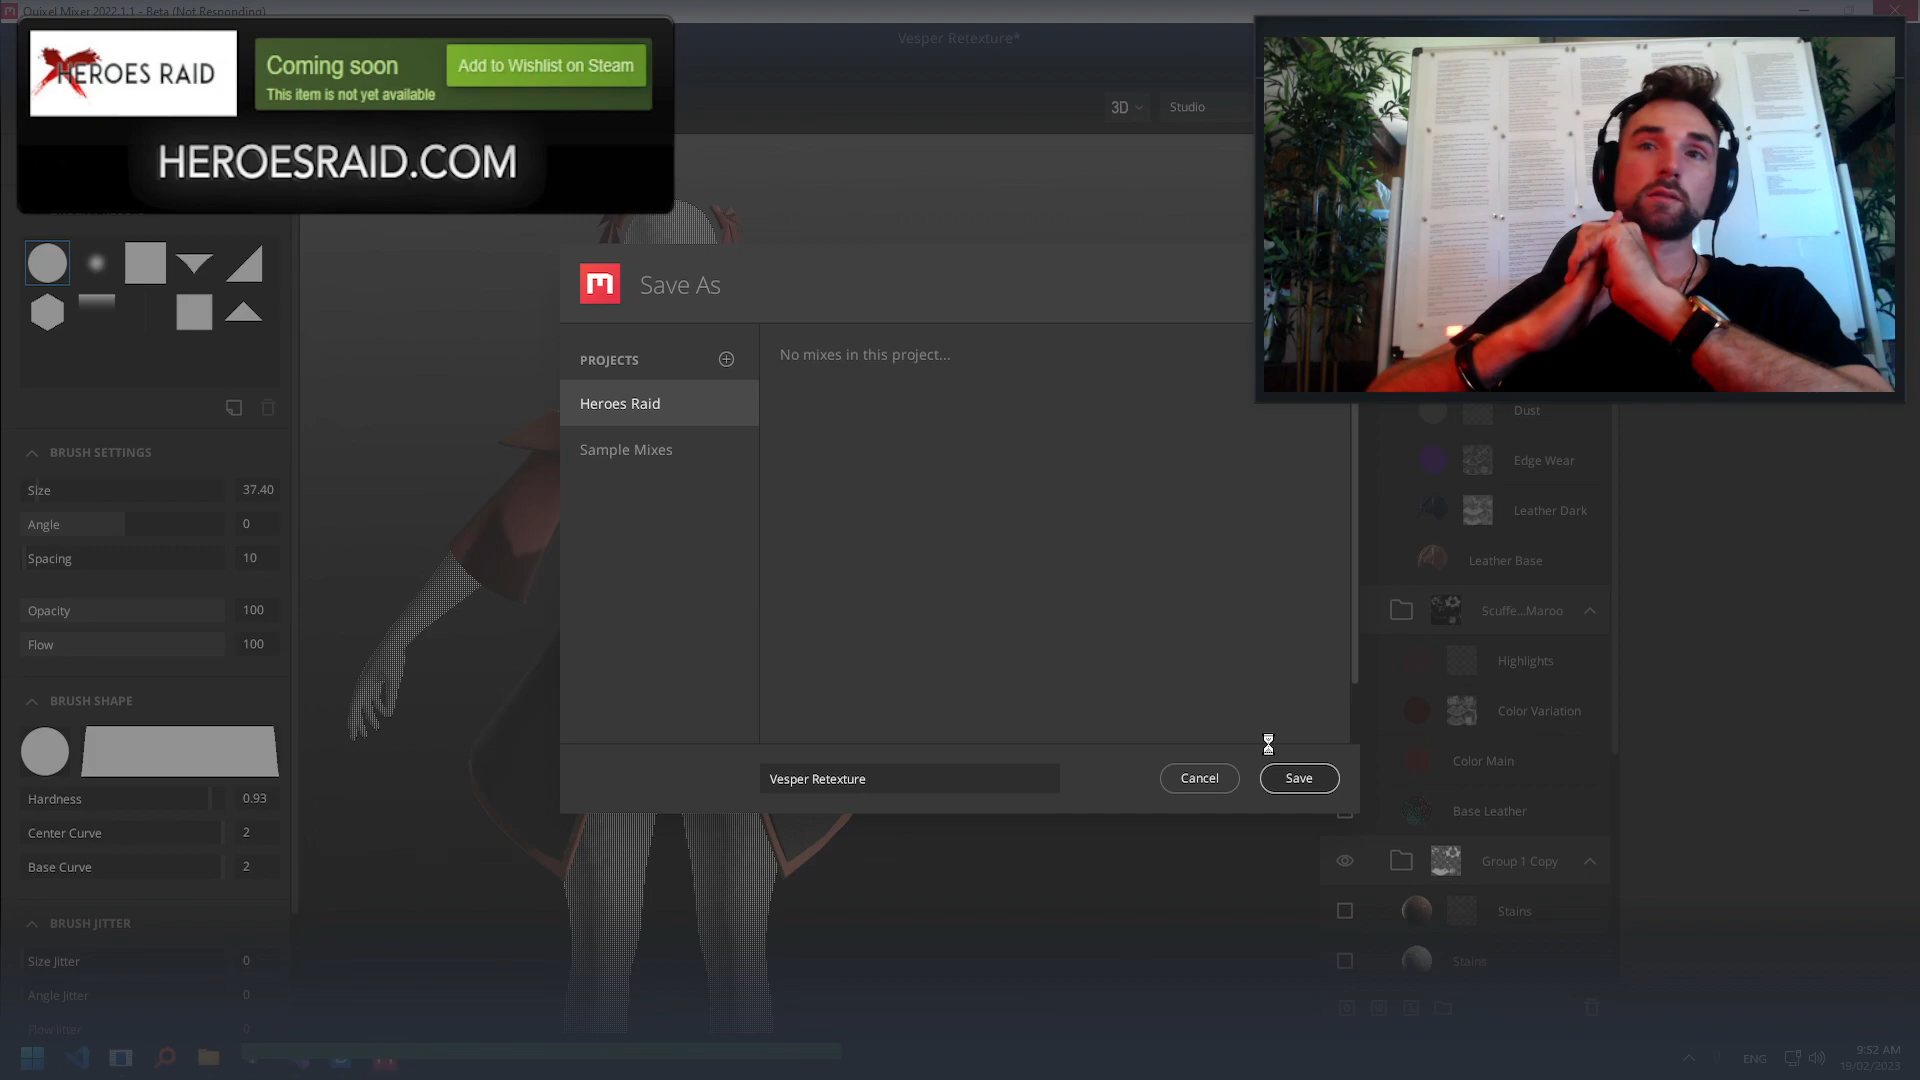 Quixel Mixer 2022.1.1 - Beta (Not Responding)
Vesper Retexture*
HEROES RAID
Coming soon
This item is not yet available
Add to Wishlist on Steam
HEROESRAID.COM
3D
Studio
Save As
PROJECTS
No mixes in this project...
Heroes Raid
Sample Mixes
Vesper Retexture
Cancel
Save
BRUSH SETTINGS
Size 37.40
Angle 0
Spacing 10
Opacity 100
Flow 100
BRUSH SHAPE
Hardness 0.93
Center Curve 2
Base Curve 2
BRUSH JITTER
Size Jitter 0
Angle Jitter 0
Flow Jitter 0
Dust
Edge Wear
Leather Dark
Leather Base
Scuffe...Maroo
Highlights
Color Variation
Color Main
Base Leather
Group 1 Copy
Stains
Stains
ENG
9:52 AM
19/02/2023